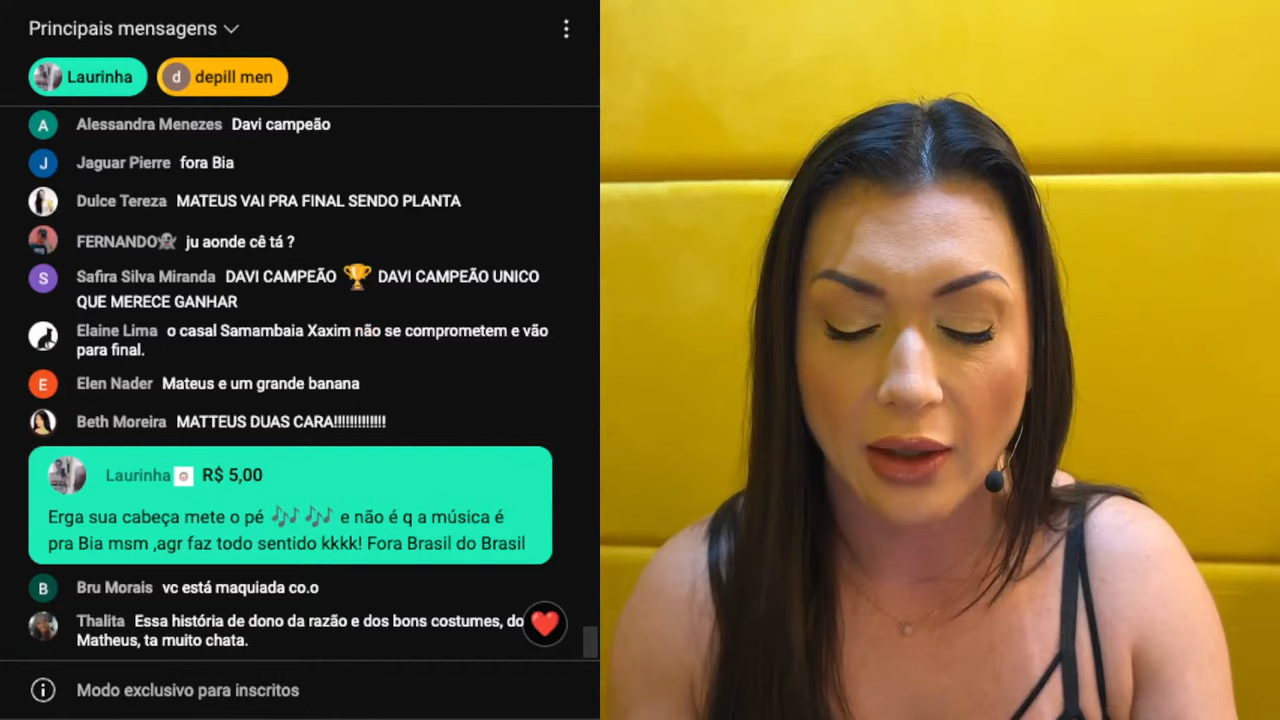 Principais mensagens
Laurinha
d depill men
A Alessandra Menezes Davi campeão
J Jaguar Pierre fora Bia
Dulce Tereza MATEUS VAI PRA FINAL SENDO PLANTA
FERNANDO👻 ju aonde cê tá ?
S Safira Silva Miranda DAVI CAMPEÃO 🏆 DAVI CAMPEÃO UNICO
QUE MERECE GANHAR
Elaine Lima o casal Samambaia Xaxim não se comprometem e vão
para final.
E Elen Nader Mateus e um grande banana
Beth Moreira MATTEUS DUAS CARA!!!!!!!!!!!!!
Laurinha R$ 5,00
Erga sua cabeça mete o pé 🎶 🎶 e não é q a música é
pra Bia msm ,agr faz todo sentido kkkk! Fora Brasil do Brasil
B Bru Morais vc está maquiada co.o
Thalita Essa história de dono da razão e dos bons costumes, do
Matheus, ta muito chata.
Modo exclusivo para inscritos